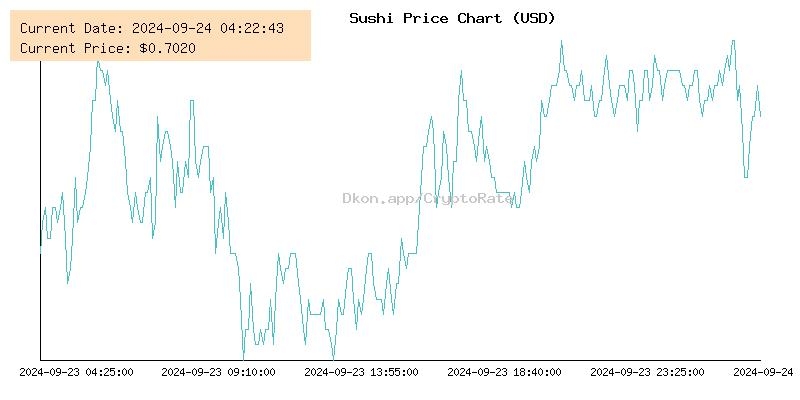 Sushi Price Chart (USD)
Current Date: 2024-09-24 04:22:43
Current Price: $0.7020
Dkon.app/CryptoRate
2024-09-23 04:25:00 2024-09-23 09:10:00 2024-09-23 13:55:00 2024-09-23 18:40:00 2024-09-23 23:25:00 2024-09-24